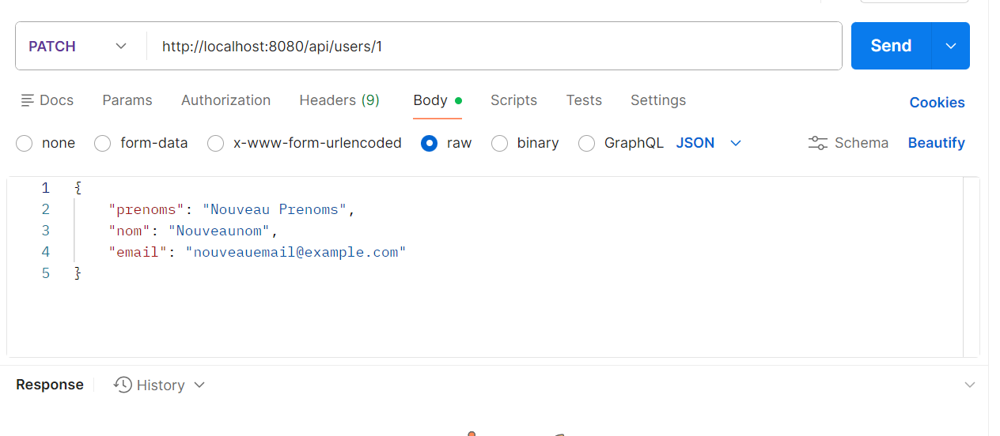 PATCH http://localhost:8080/api/users/1 Send
Docs Params Authorization Headers (9) Body Scripts Tests Settings Cookies
none form-data x-www-form-urlencoded raw binary GraphQL JSON Schema Beautify
1 {
2 "prenoms": "Nouveau Prenoms",
3 "nom": "Nouveaunom",
4 "email": "nouveauemail@example.com"
5 }
Response History